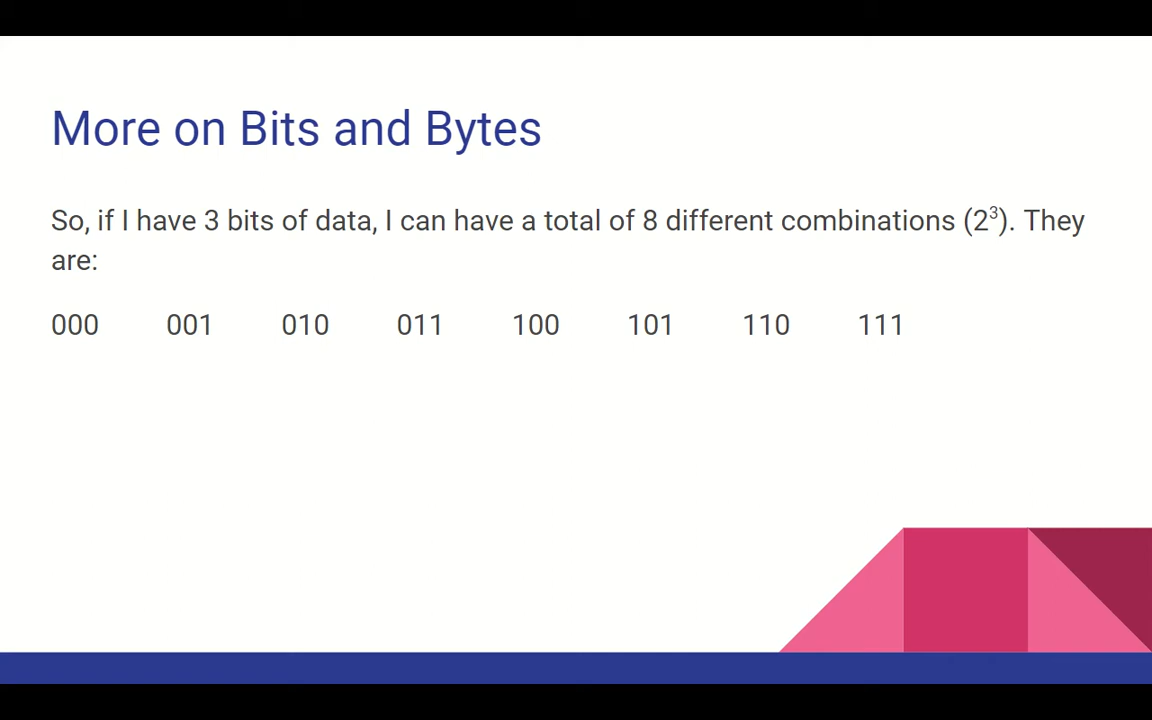 More on Bits and Bytes
So, if I have 3 bits of data, I can have a total of 8 different combinations (2³). They
are:
000 001 010 011 100 101 110 111